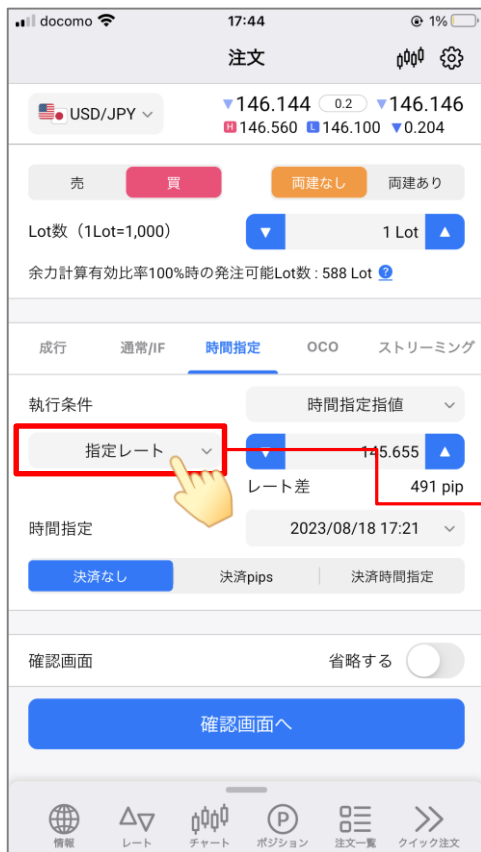 docomo 17:44 1%
注文
USD/JPY 146.144 0.2 146.146
H 146.560 L 146.100 ▼0.204
売 買 両建なし 両建あり
Lot数（1Lot=1,000） ▼ 1 Lot ▲
余力計算有効比率100%時の発注可能Lot数 : 588 Lot ?
成行 通常/IF 時間指定 OCO ストリーミング
執行条件 時間指定指値
指定レート ▼ 145.655 ▲
レート差 491 pip
時間指定 2023/08/18 17:21
決済なし 決済pips 決済時間指定
確認画面 省略する
確認画面へ
情報 レート チャート P ポジション 注文一覧 クイック注文